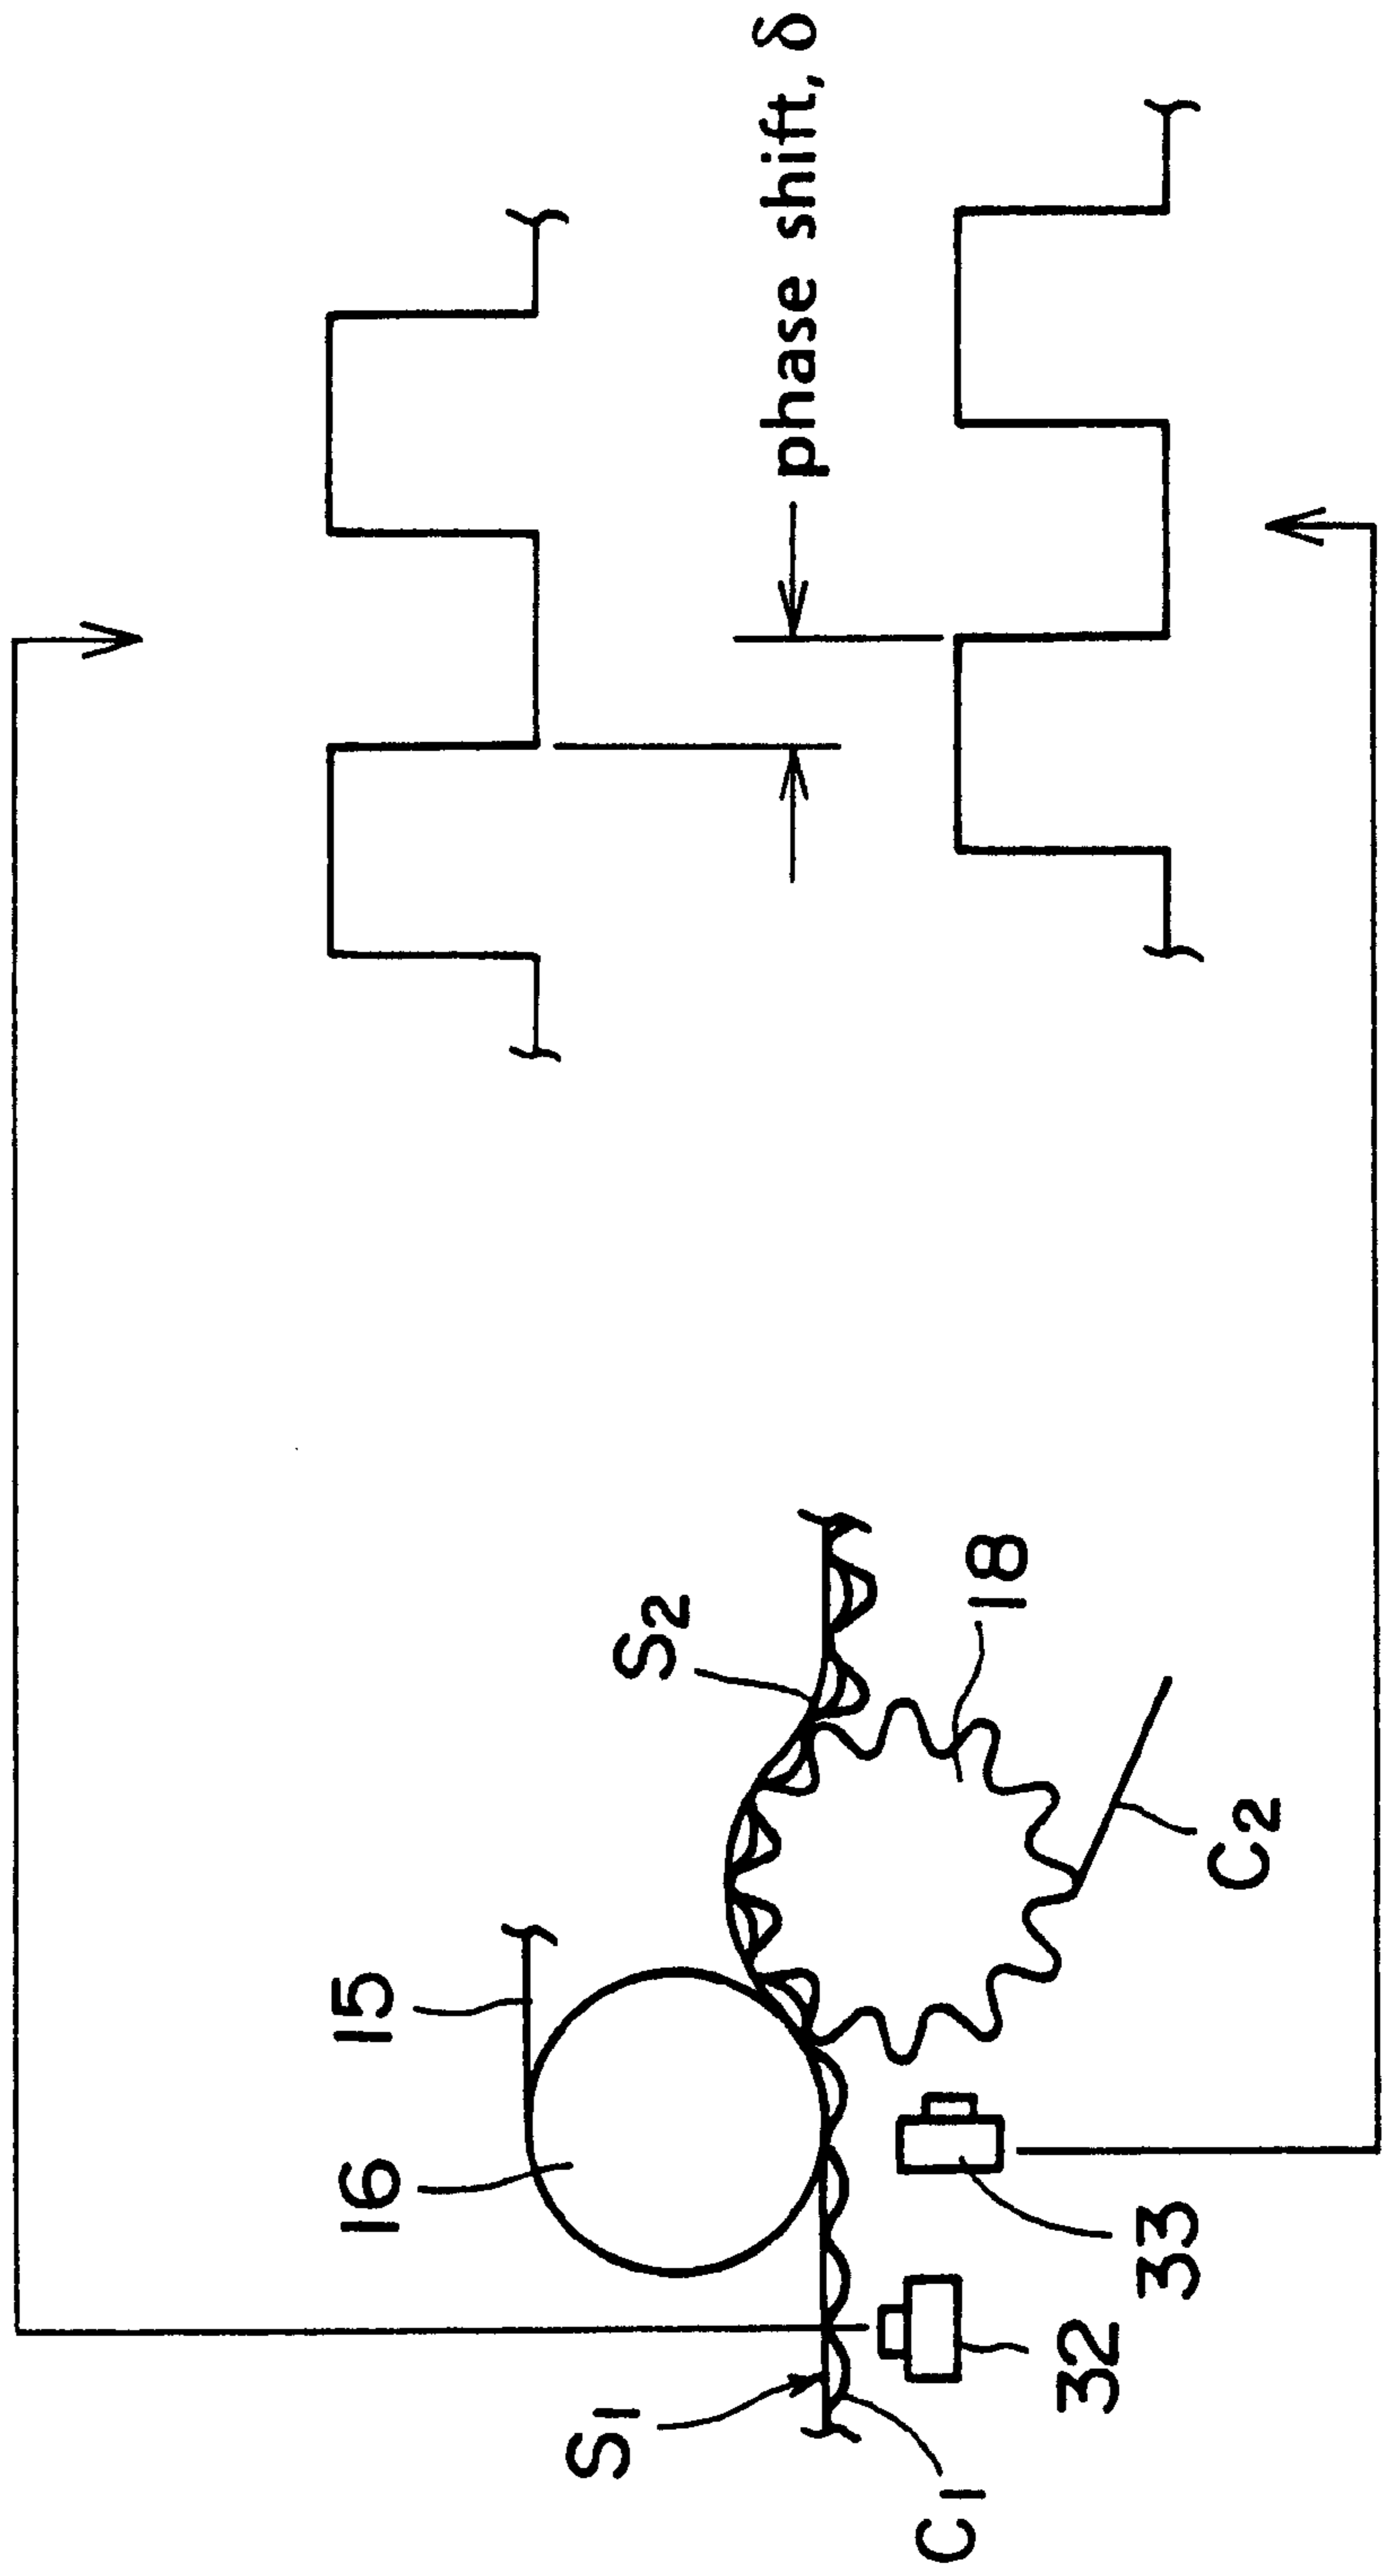 phase shift, δ
15
16
S2
18
S1
C1
32
33
C2